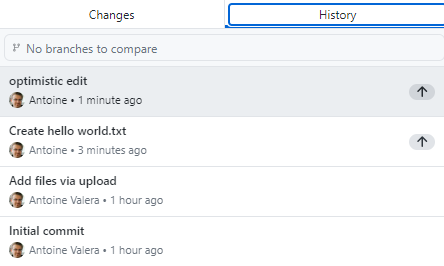 Changes
History
No branches to compare
optimistic edit
Antoine • 1 minute ago
Create hello world.txt
Antoine • 3 minutes ago
Add files via upload
Antoine Valera • 1 hour ago
Initial commit
Antoine Valera • 1 hour ago